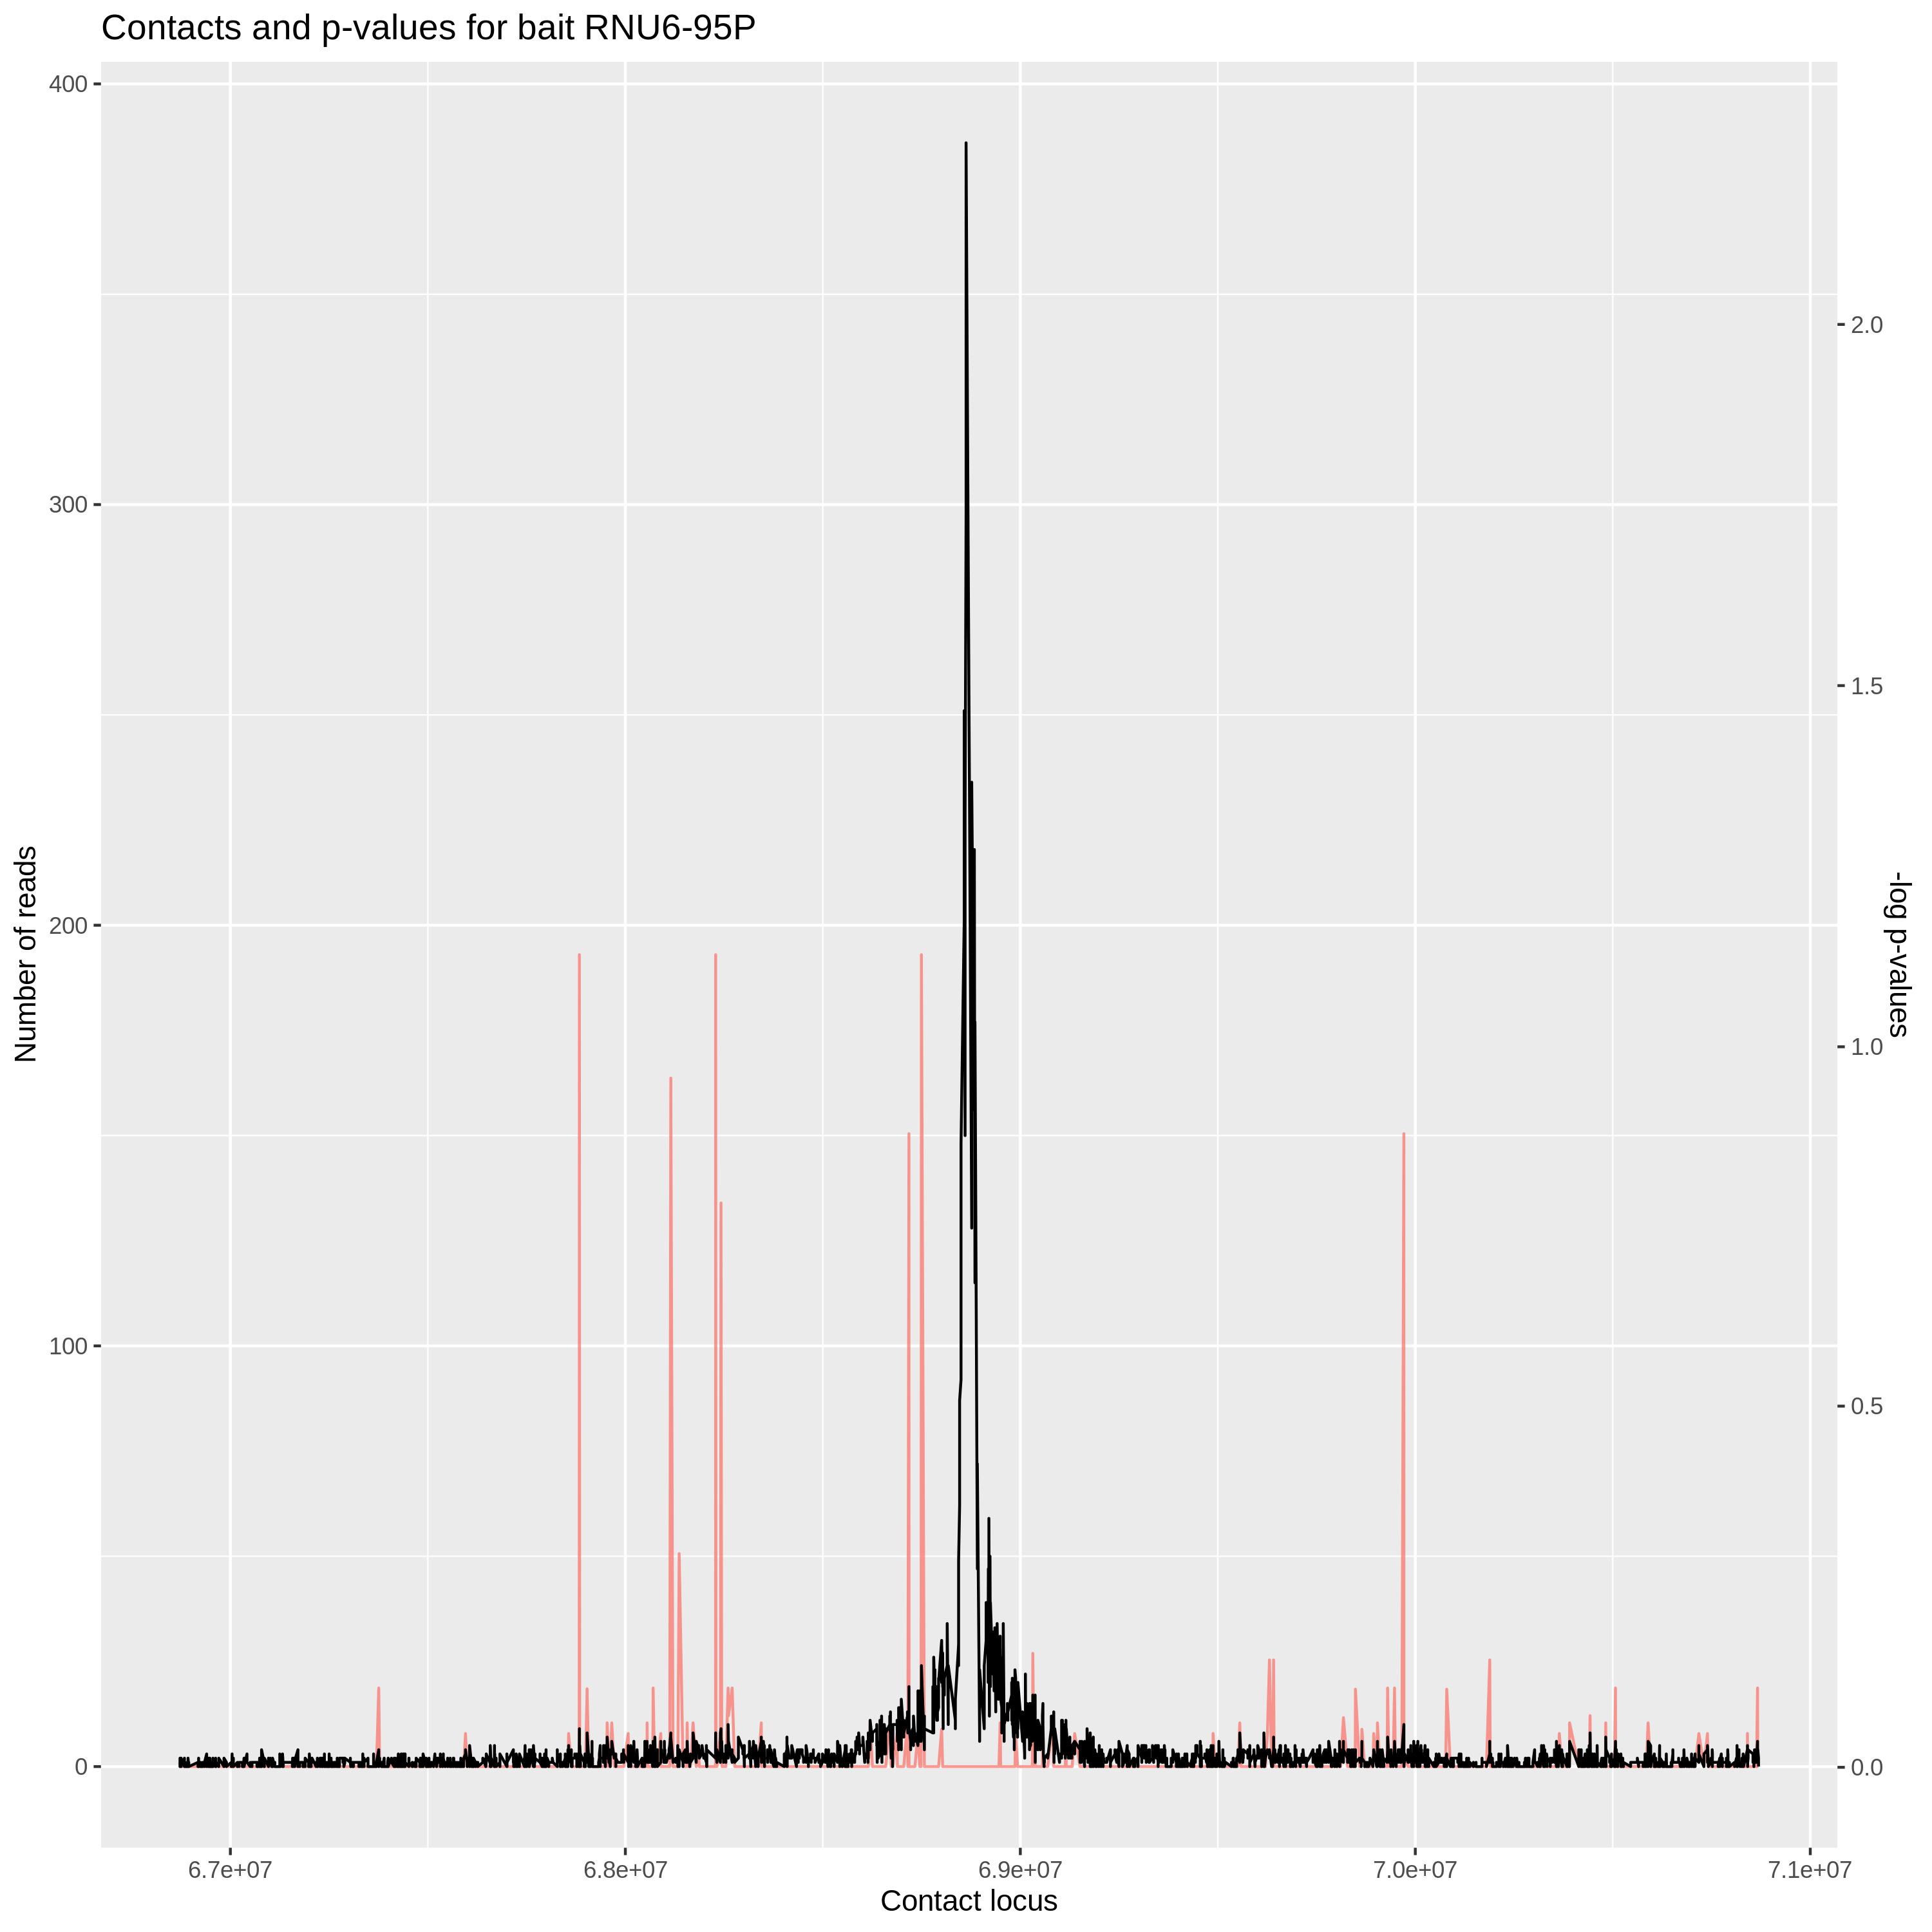 Contacts and p-values for bait RNU6-95P
400
300
200
100
0
Number of reads
2.0
1.5
1.0
0.5
0.0
-log p-values
6.7e+07
6.8e+07
6.9e+07
7.0e+07
7.1e+07
Contact locus